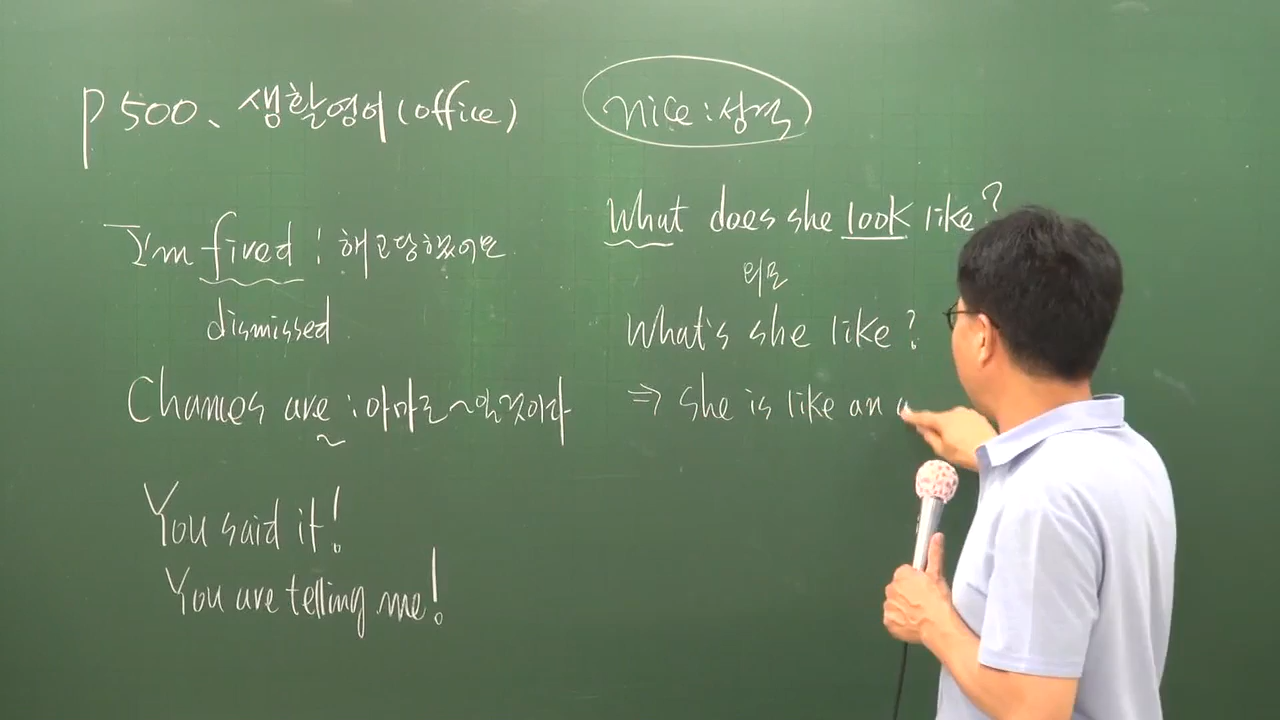 p 500、생활영어(office)
I'm fired : 해고당했어요
dismissed
Chances are : 아마도 ~일 것이다
You said it!
You are telling me!
nice : 성격
What does she look like?
외모
What's she like?
⇒ she is like an a